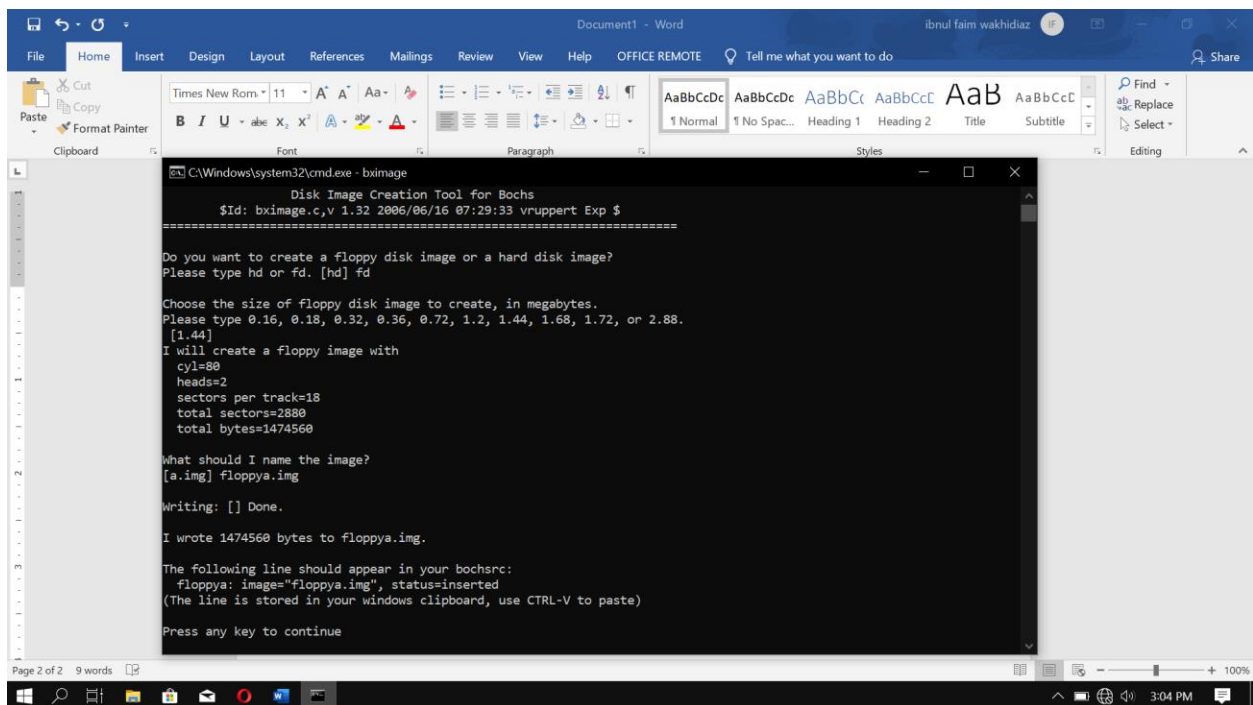 Document1 - Word
ibnul faim wakhidiaz
IF
File Home Insert Design Layout References Mailings Review View Help OFFICE REMOTE Tell me what you want to do
Share
Paste
Cut
Copy
Format Painter
Clipboard
Times New Rom 11
Aa
B I U abc X₂ X² A A
Font
Paragraph
AaBbCcDc AaBbCcDc AaBbCc AaBbCcD AaB AaBbCcD
¶ Normal ¶ No Spac... Heading 1 Heading 2 Title Subtitle
Styles
Find
Replace
Select
Editing
C:\Windows\system32\cmd.exe - bximage
Disk Image Creation Tool for Bochs
$Id: bximage.c,v 1.32 2006/06/16 07:29:33 vruppert Exp $
========================================================================
Do you want to create a floppy disk image or a hard disk image?
Please type hd or fd. [hd] fd
Choose the size of floppy disk image to create, in megabytes.
Please type 0.16, 0.18, 0.32, 0.36, 0.72, 1.2, 1.44, 1.68, 1.72, or 2.88.
[1.44]
I will create a floppy image with
cyl=80
heads=2
sectors per track=18
total sectors=2880
total bytes=1474560
What should I name the image?
[a.img] floppya.img
Writing: [] Done.
I wrote 1474560 bytes to floppya.img.
The following line should appear in your bochsrc:
floppya: image="floppya.img", status=inserted
(The line is stored in your windows clipboard, use CTRL-V to paste)
Press any key to continue
Page 2 of 2 9 words
100%
3:04 PM